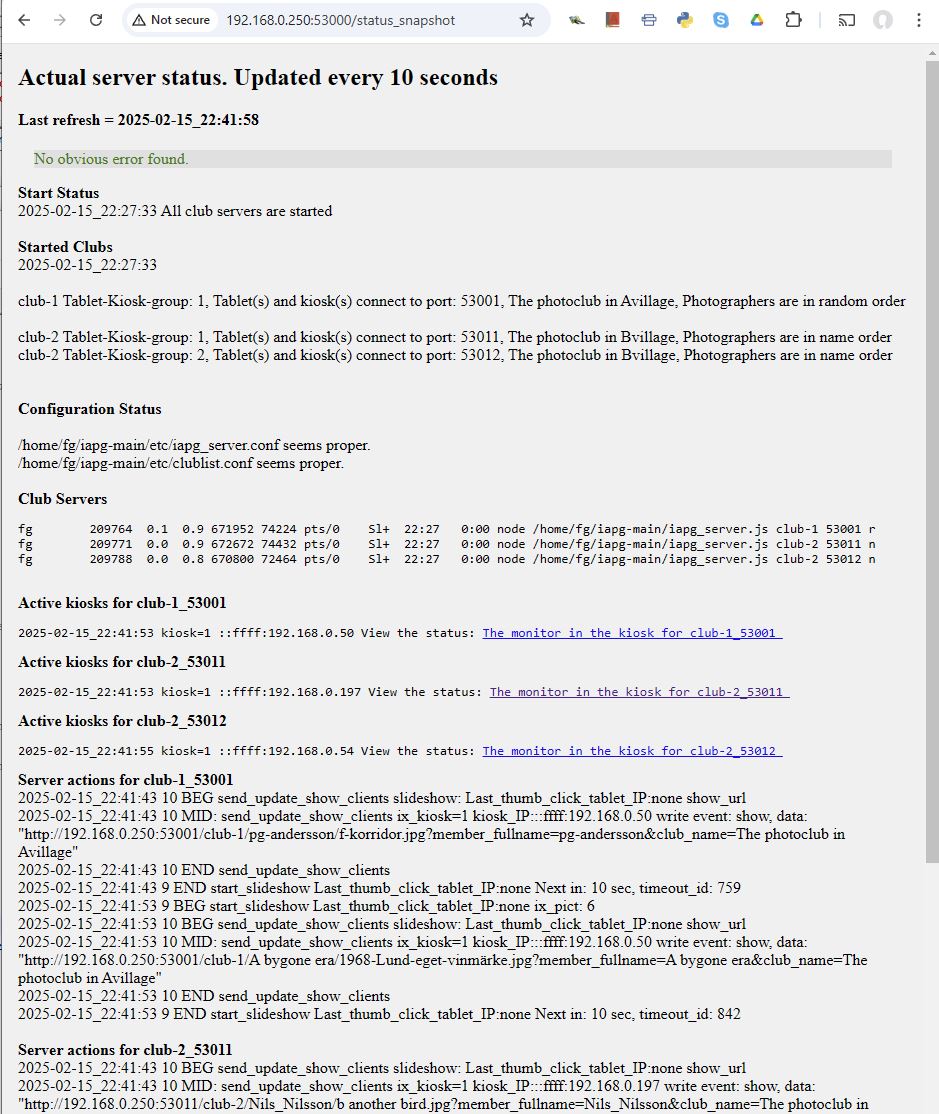 Not secure 192.168.0.250:53000/status_snapshot
Actual server status. Updated every 10 seconds
Last refresh = 2025-02-15_22:41:58
No obvious error found.
Start Status
2025-02-15_22:27:33 All club servers are started
Started Clubs
2025-02-15_22:27:33
club-1 Tablet-Kiosk-group: 1, Tablet(s) and kiosk(s) connect to port: 53001, The photoclub in Avillage, Photographers are in random order
club-2 Tablet-Kiosk-group: 1, Tablet(s) and kiosk(s) connect to port: 53011, The photoclub in Bvillage, Photographers are in name order
club-2 Tablet-Kiosk-group: 2, Tablet(s) and kiosk(s) connect to port: 53012, The photoclub in Bvillage, Photographers are in name order
Configuration Status
/home/fg/iapg-main/etc/iapg_server.conf seems proper.
/home/fg/iapg-main/etc/clublist.conf seems proper.
Club Servers
fg 209764 0.1 0.9 671952 74224 pts/0 Sl+ 22:27 0:00 node /home/fg/iapg-main/iapg_server.js club-1 53001 r
fg 209771 0.0 0.9 672672 74432 pts/0 Sl+ 22:27 0:00 node /home/fg/iapg-main/iapg_server.js club-2 53011 n
fg 209788 0.0 0.8 670800 72464 pts/0 Sl+ 22:27 0:00 node /home/fg/iapg-main/iapg_server.js club-2 53012 n
Active kiosks for club-1_53001
2025-02-15_22:41:53 kiosk=1 ::ffff:192.168.0.50 View the status: The monitor in the kiosk for club-1_53001
Active kiosks for club-2_53011
2025-02-15_22:41:53 kiosk=1 ::ffff:192.168.0.197 View the status: The monitor in the kiosk for club-2_53011
Active kiosks for club-2_53012
2025-02-15_22:41:55 kiosk=1 ::ffff:192.168.0.54 View the status: The monitor in the kiosk for club-2_53012
Server actions for club-1_53001
2025-02-15_22:41:43 10 BEG send_update_show_clients slideshow: Last_thumb_click_tablet_IP:none show_url
2025-02-15_22:41:43 10 MID: send_update_show_clients ix_kiosk=1 kiosk_IP:::ffff:192.168.0.50 write event: show, data:
"http://192.168.0.250:53001/club-1/pg-andersson/f-korridor.jpg?member_fullname=pg-andersson&club_name=The photoclub in
Avillage"
2025-02-15_22:41:43 10 END send_update_show_clients
2025-02-15_22:41:43 9 END start_slideshow Last_thumb_click_tablet_IP:none Next in: 10 sec, timeout_id: 759
2025-02-15_22:41:53 9 BEG start_slideshow Last_thumb_click_tablet_IP:none ix_pict: 6
2025-02-15_22:41:53 10 BEG send_update_show_clients slideshow: Last_thumb_click_tablet_IP:none show_url
2025-02-15_22:41:53 10 MID: send_update_show_clients ix_kiosk=1 kiosk_IP:::ffff:192.168.0.50 write event: show, data:
"http://192.168.0.250:53001/club-1/A bygone era/1968-Lund-eget-vinmärke.jpg?member_fullname=A bygone era&club_name=The
photoclub in Avillage"
2025-02-15_22:41:53 10 END send_update_show_clients
2025-02-15_22:41:53 9 END start_slideshow Last_thumb_click_tablet_IP:none Next in: 10 sec, timeout_id: 842
Server actions for club-2_53011
2025-02-15_22:41:43 10 BEG send_update_show_clients slideshow: Last_thumb_click_tablet_IP:none show_url
2025-02-15_22:41:43 10 MID: send_update_show_clients ix_kiosk=1 kiosk_IP:::ffff:192.168.0.197 write event: show, data:
"http://192.168.0.250:53011/club-2/Nils_Nilsson/b another bird.jpg?member_fullname=Nils_Nilsson&club_name=The photoclub in